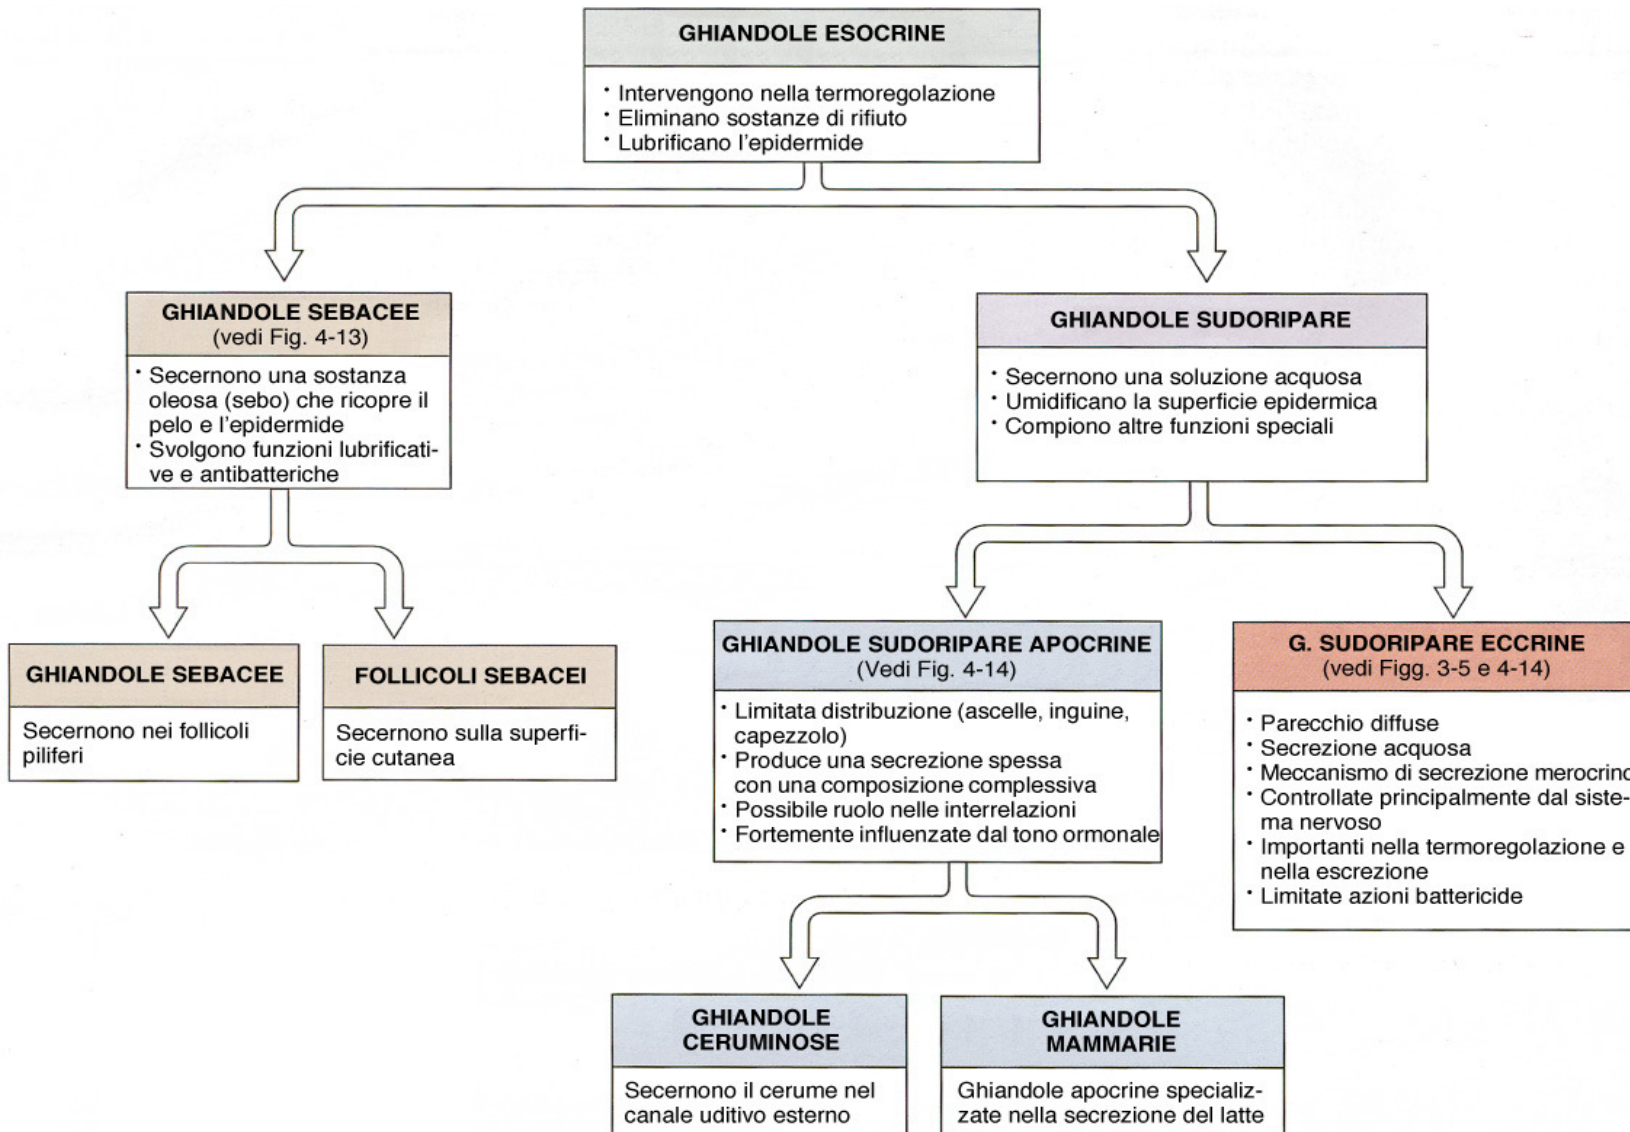 GHIANDOLE ESOCRINE
· Intervengono nella termoregolazione
· Eliminano sostanze di rifiuto
· Lubrificano l'epidermide
GHIANDOLE SEBACEE
(vedi Fig. 4-13)
· Secernono una sostanza
oleosa (sebo) che ricopre il
pelo e l'epidermide
· Svolgono funzioni lubrificati-
ve e antibatteriche
GHIANDOLE SUDORIPARE
· Secernono una soluzione acquosa
· Umidificano la superficie epidermica
· Compiono altre funzioni speciali
GHIANDOLE SEBACEE
Secernono nei follicoli
piliferi
FOLLICOLI SEBACEI
Secernono sulla superfi-
cie cutanea
GHIANDOLE SUDORIPARE APOCRINE
(Vedi Fig. 4-14)
· Limitata distribuzione (ascelle, inguine,
capezzolo)
· Produce una secrezione spessa
con una composizione complessiva
· Possibile ruolo nelle interrelazioni
· Fortemente influenzate dal tono ormonale
G. SUDORIPARE ECCRINE
(vedi Figg. 3-5 e 4-14)
· Parecchio diffuse
· Secrezione acquosa
· Meccanismo di secrezione merocrino
· Controllate principalmente dal siste-
ma nervoso
· Importanti nella termoregolazione e
nella escrezione
· Limitate azioni battericide
GHIANDOLE
CERUMINOSE
Secernono il cerume nel
canale uditivo esterno
GHIANDOLE
MAMMARIE
Ghiandole apocrine specializ-
zate nella secrezione del latte